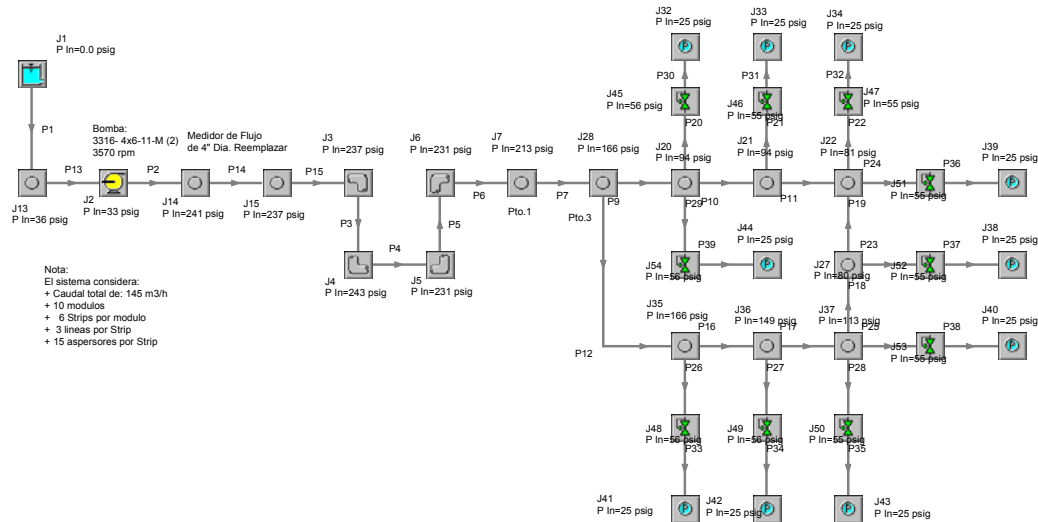 J32
P In=25 psig
J33
P In=25 psig
J34
P In=25 psig
J1
P In=0.0 psig
P30
P31
P32
J45
P In=56 psig
J46
P In=55 psig
J47
P In=55 psig
P1
P20
P21
P22
Bomba:
3316- 4x6-11-M (2)
3570 rpm
Medidor de Flujo
de 4" Dia. Reemplazar
J3
P In=237 psig
J6
P In=231 psig
J7
P In=213 psig
J28
P In=166 psig
J20
P In=94 psig
J21
P In=94 psig
J22
P In=81 psig
J39
P In=25 psig
P13
P2
P14
P15
P6
P7
P9
P10
P11
P24
P36
J51
P In=55 psig
J13
P In=36 psig
J2
P In=33 psig
J14
P In=241 psig
J15
P In=237 psig
Pto.1
Pto.3
P29
P19
P3
P4
P5
J44
P In=25 psig
J38
P In=25 psig
P39
P23
P37
Nota:
El sistema considera:
+ Caudal total de: 145 m3/h
+ 10 modulos
+ 6 Strips por modulo
+ 3 lineas por Strip
+ 15 aspersores por Strip
J4
P In=243 psig
J5
P In=231 psig
J54
P In=56 psig
J27
P In=80 psig
J52
P In=55 psig
P18
J35
P In=166 psig
J36
P In=149 psig
J37
P In=113 psig
J40
P In=25 psig
P12
P16
P17
P25
P38
J53
P In=55 psig
P26
P27
P28
J48
P In=56 psig
J49
P In=56 psig
J50
P In=55 psig
P33
P34
P35
J41
P In=25 psig
J42
P In=25 psig
J43
P In=25 psig